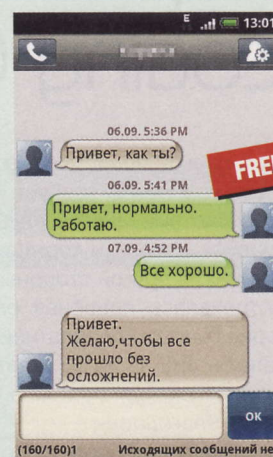 E 13:01
06.09. 5:36 PM
Привет, как ты?
FREE
06.09. 5:41 PM
Привет, нормально.
Работаю.
07.09. 4:52 PM
Все хорошо.
Привет.
Желаю,чтобы все
прошло без
осложнений.
OK
(160/160)1 Исходящих сообщений не